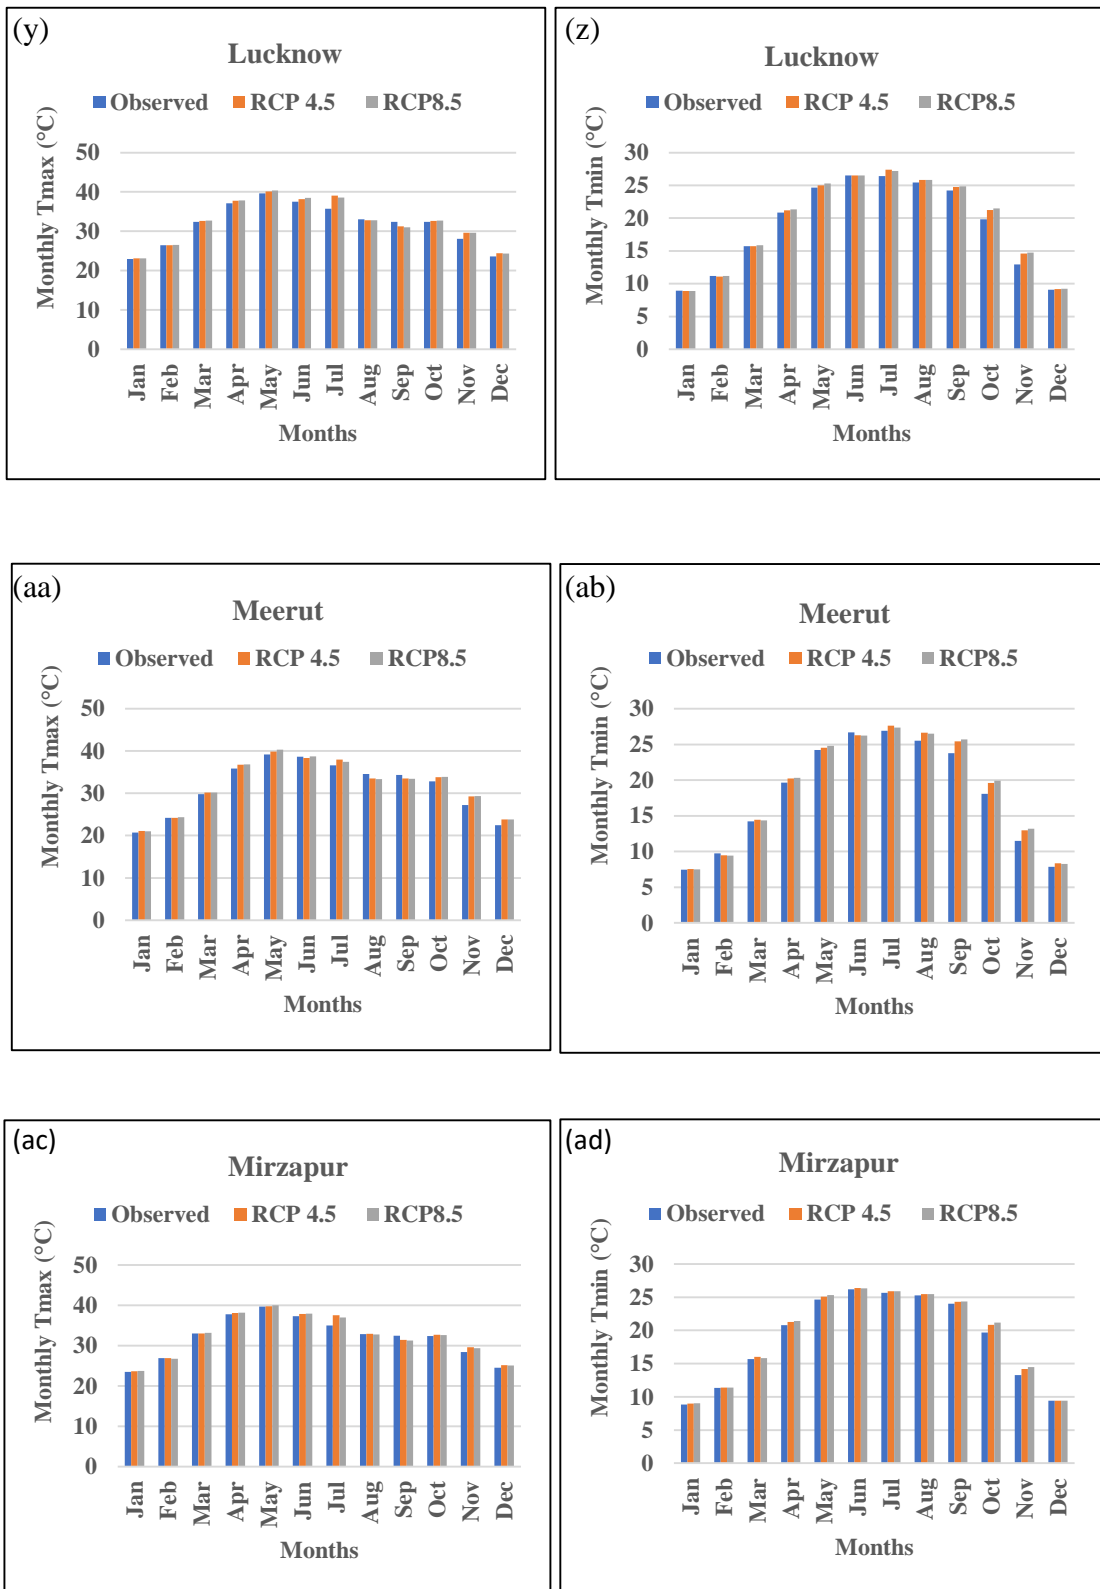 (y)
Lucknow
Observed RCP 4.5 RCP8.5
Monthly Tmax (°C)
50
40
30
20
10
0
Jan Feb Mar Apr May Jun Jul Aug Sep Oct Nov Dec
Months
(z)
Lucknow
Observed RCP 4.5 RCP8.5
Monthly Tmin (°C)
30
25
20
15
10
5
0
Jan Feb Mar Apr May Jun Jul Aug Sep Oct Nov Dec
Months
(aa)
Meerut
Observed RCP 4.5 RCP8.5
Monthly Tmax (°C)
50
40
30
20
10
0
Jan Feb Mar Apr May Jun Jul Aug Sep Oct Nov Dec
Months
(ab)
Meerut
Observed RCP 4.5 RCP8.5
Monthly Tmin (°C)
30
25
20
15
10
5
0
Jan Feb Mar Apr May Jun Jul Aug Sep Oct Nov Dec
Months
(ac)
Mirzapur
Observed RCP 4.5 RCP8.5
Monthly Tmax (°C)
50
40
30
20
10
0
Jan Feb Mar Apr May Jun Jul Aug Sep Oct Nov Dec
Months
(ad)
Mirzapur
Observed RCP 4.5 RCP8.5
Monthly Tmin (°C)
30
25
20
15
10
5
0
Jan Feb Mar Apr May Jun Jul Aug Sep Oct Nov Dec
Months